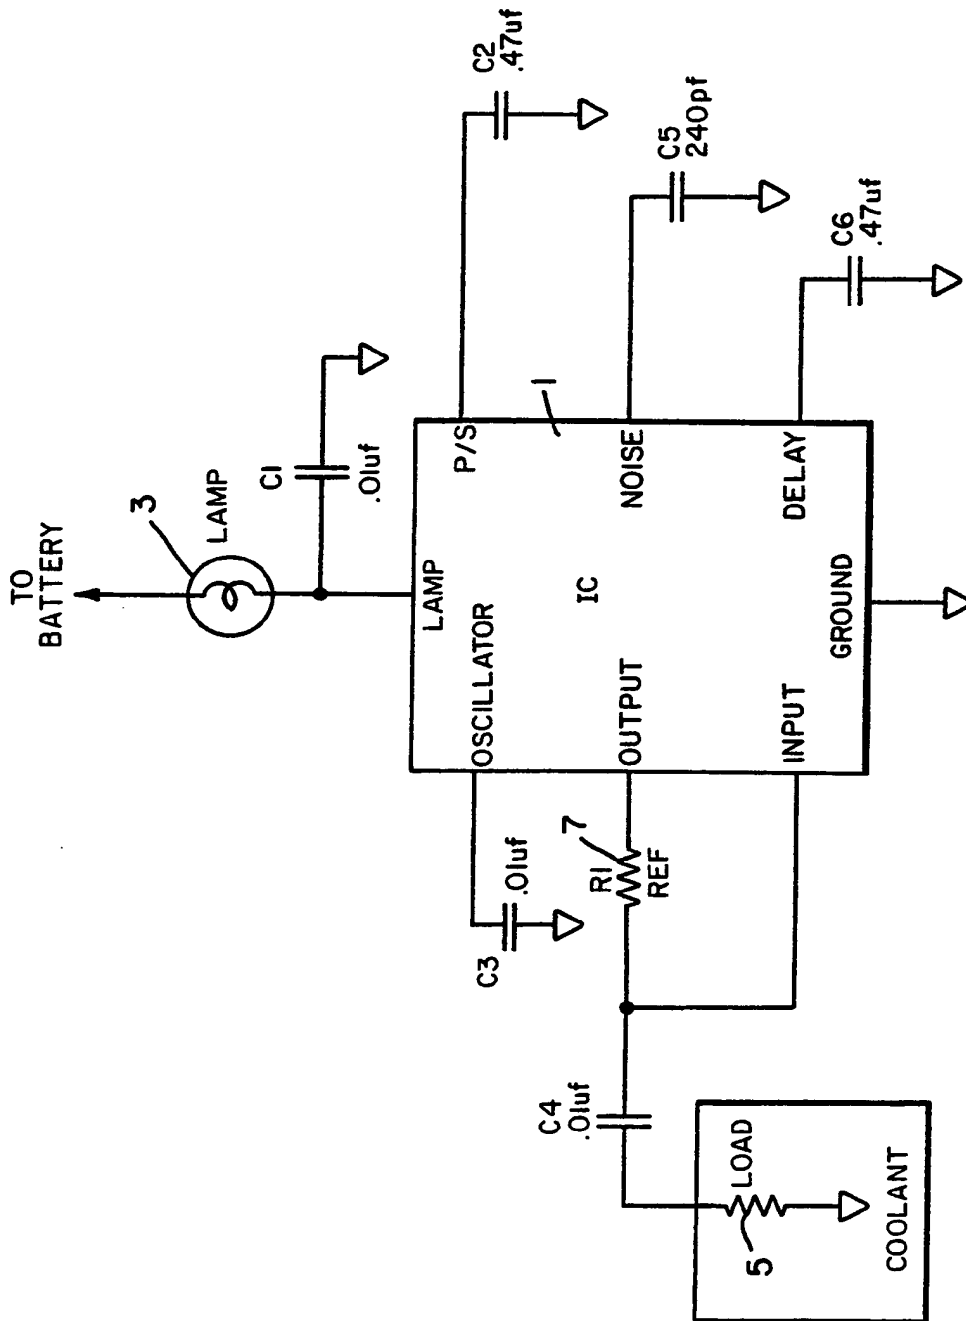 TO
BATTERY
3
LAMP
C1
.01uf
C2
.47uf
C5
240pf
C6
.47uf
1
LAMP
P/S
OSCILLATOR
NOISE
IC
OUTPUT
DELAY
INPUT
GROUND
C3
.01uf
7
R1
REF
C4
.01uf
LOAD
5
COOLANT